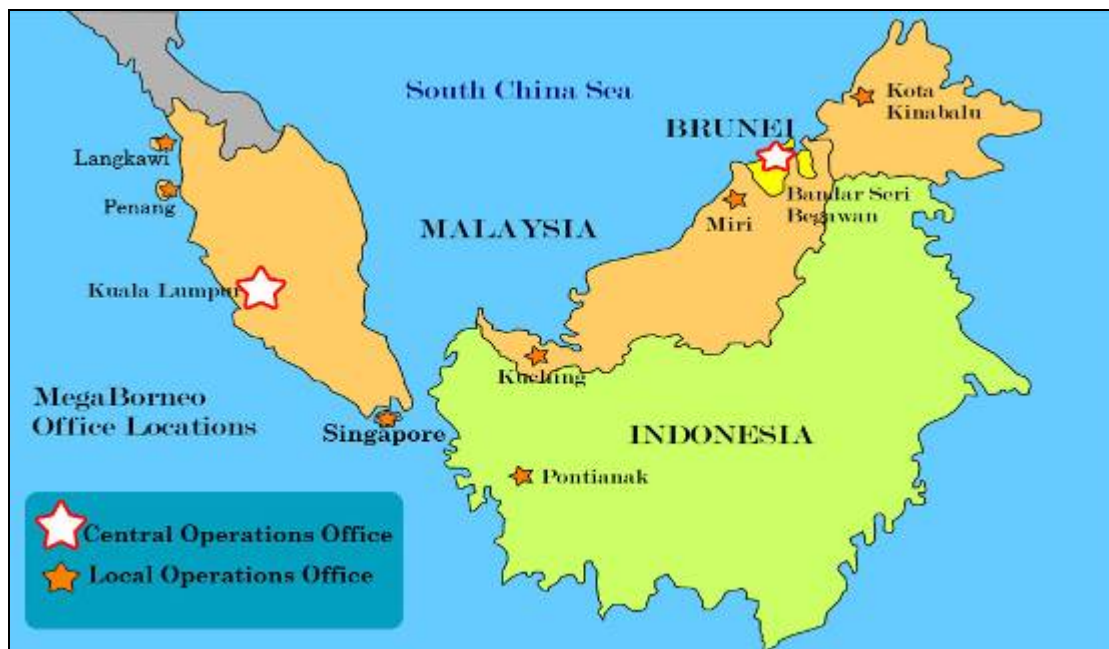 South China Sea
Kota
Kinabalu
BRUNEI
Langkawi
Bandar Seri
Begawan
Penang
Miri
MALAYSIA
Kuala Lumpur
Kuching
MegaBorneo
Office Locations
Singapore
INDONESIA
Pontianak
Central Operations Office
Local Operations Office